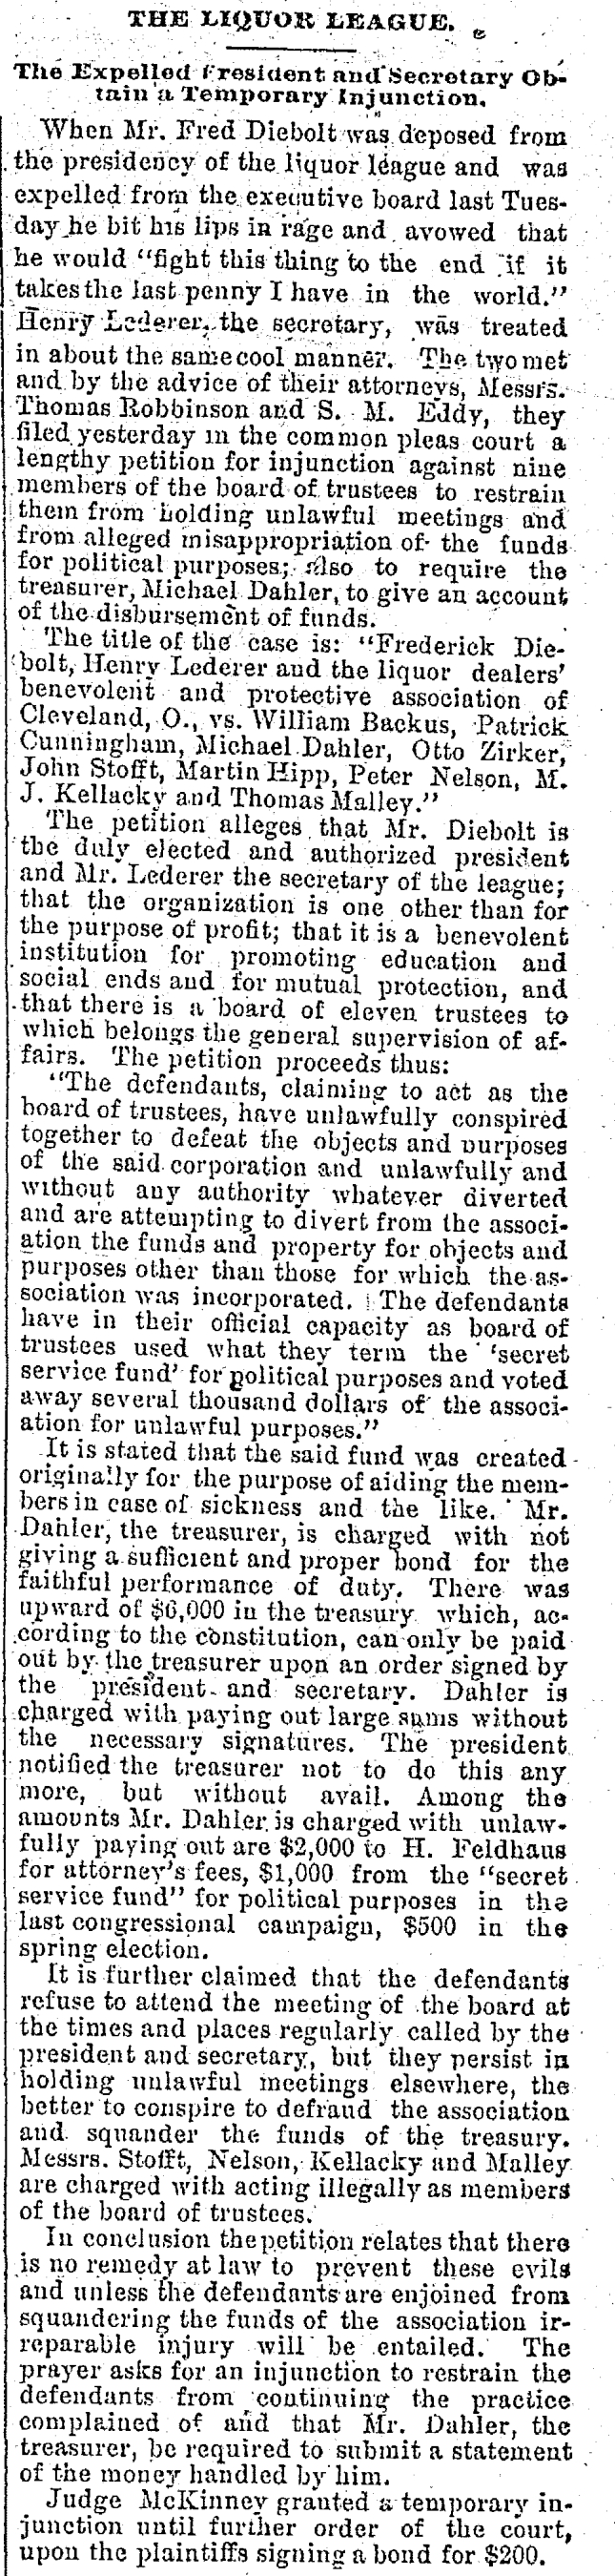 THE LIQUOR LEAGUE.
The Expelled President and Secretary Ob-
tain a Temporary Injunction.
When Mr. Fred Diebolt was deposed from
the presidency of the liquor league and was
expelled from the executive board last Tues-
day he bit his lips in rage and avowed that
he would "fight this thing to the end if it
takes the last penny I have in the world."
Henry Lederer, the secretary, was treated
in about the same cool manner. The two met
and by the advice of their attorneys, Messrs.
Thomas Robbinson and S. M. Eddy, they
filed yesterday in the common pleas court a
lengthy petition for injunction against nine
members of the board of trustees to restrain
them from holding unlawful meetings and
from alleged misappropriation of the funds
for political purposes; also to require the
treasurer, Michael Dahler, to give an account
of the disbursement of funds.
The title of the case is: "Frederick Die-
bolt, Henry Lederer and the liquor dealers'
benevolent and protective association of
Cleveland, O., vs. William Backus, Patrick
Cunningham, Michael Dahler, Otto Zirker,
John Stofft, Martin Hipp, Peter Nelson, M.
J. Kellacky and Thomas Malley."
The petition alleges that Mr. Diebolt is
the duly elected and authorized president
and Mr. Lederer the secretary of the league;
that the organization is one other than for
the purpose of profit; that it is a benevolent
institution for promoting education and
social ends and for mutual protection, and
that there is a board of eleven trustees to
which belongs the general supervision of af-
fairs. The petition proceeds thus:
"The defendants, claiming to act as the
board of trustees, have unlawfully conspired
together to defeat the objects and purposes
of the said corporation and unlawfully and
without any authority whatever diverted
and are attempting to divert from the associ-
ation the funds and property for objects and
purposes other than those for which the as-
sociation was incorporated. The defendants
have in their official capacity as board of
trustees used what they term the 'secret
service fund' for political purposes and voted
away several thousand dollars of the associ-
ation for unlawful purposes."
It is stated that the said fund was created
originally for the purpose of aiding the mem-
bers in case of sickness and the like. Mr.
Dahler, the treasurer, is charged with not
giving a sufficient and proper bond for the
faithful performance of duty. There was
upward of $6,000 in the treasury which, ac-
cording to the constitution, can only be paid
out by the treasurer upon an order signed by
the president and secretary. Dahler is
charged with paying out large sums without
the necessary signatures. The president
notified the treasurer not to do this any
more, but without avail. Among the
amounts Mr. Dahler is charged with unlaw-
fully paying out are $2,000 to H. Feldhaus
for attorney's fees, $1,000 from the "secret
service fund" for political purposes in the
last congressional campaign, $500 in the
spring election.
It is further claimed that the defendants
refuse to attend the meeting of the board at
the times and places regularly called by the
president and secretary, but they persist in
holding unlawful meetings elsewhere, the
better to conspire to defraud the association
and squander the funds of the treasury.
Messrs. Stofft, Nelson, Kellacky and Malley
are charged with acting illegally as members
of the board of trustees.
In conclusion the petition relates that there
is no remedy at law to prevent these evils
and unless the defendants are enjoined from
squandering the funds of the association ir-
reparable injury will be entailed. The
prayer asks for an injunction to restrain the
defendants from continuing the practice
complained of and that Mr. Dahler, the
treasurer, be required to submit a statement
of the money handled by him.
Judge McKinney granted a temporary in-
junction until further order of the court,
upon the plaintiffs signing a bond for $200.